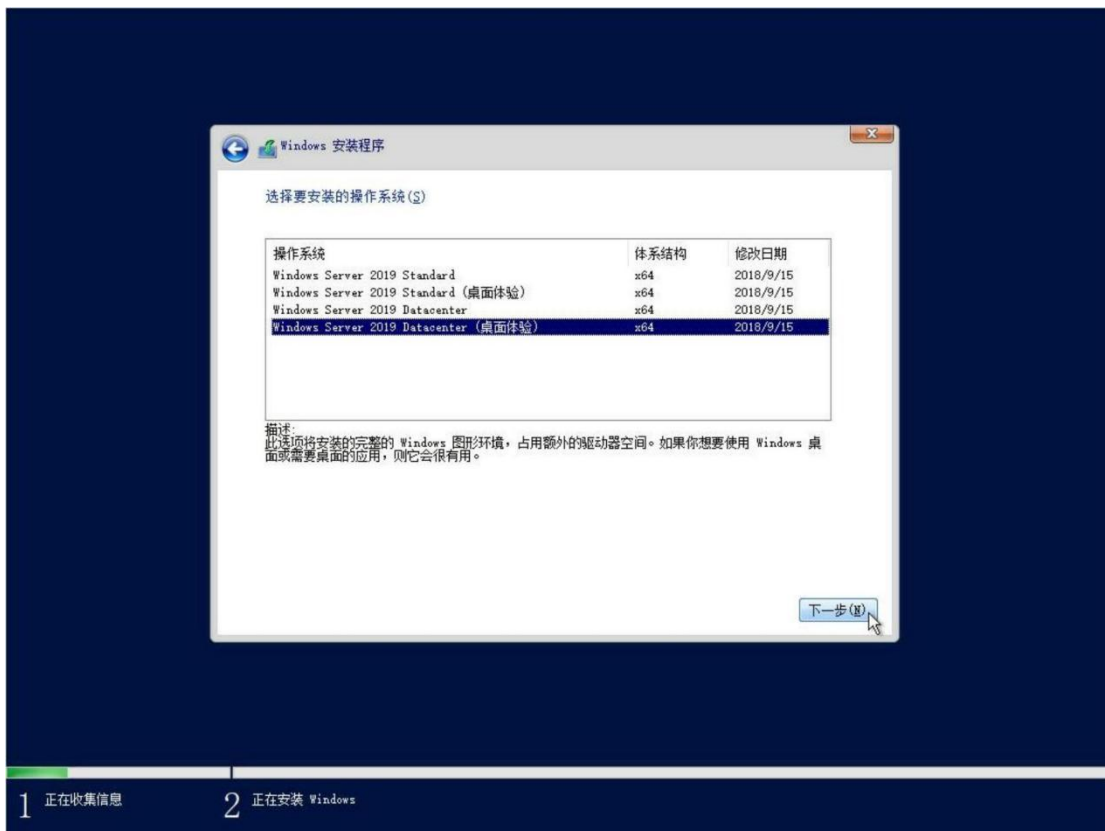 Windows 安装程序
选择要安装的操作系统(S)
操作系统 体系结构 修改日期
Windows Server 2019 Standard x64 2018/9/15
Windows Server 2019 Standard (桌面体验) x64 2018/9/15
Windows Server 2019 Datacenter x64 2018/9/15
Windows Server 2019 Datacenter (桌面体验) x64 2018/9/15
描述:
此选项将安装的完整的 Windows 图形环境，占用额外的驱动器空间。如果你想要使用 Windows 桌
面或需要桌面的应用，则它会很有用。
下一步(N)
1 正在收集信息 2 正在安装 Windows